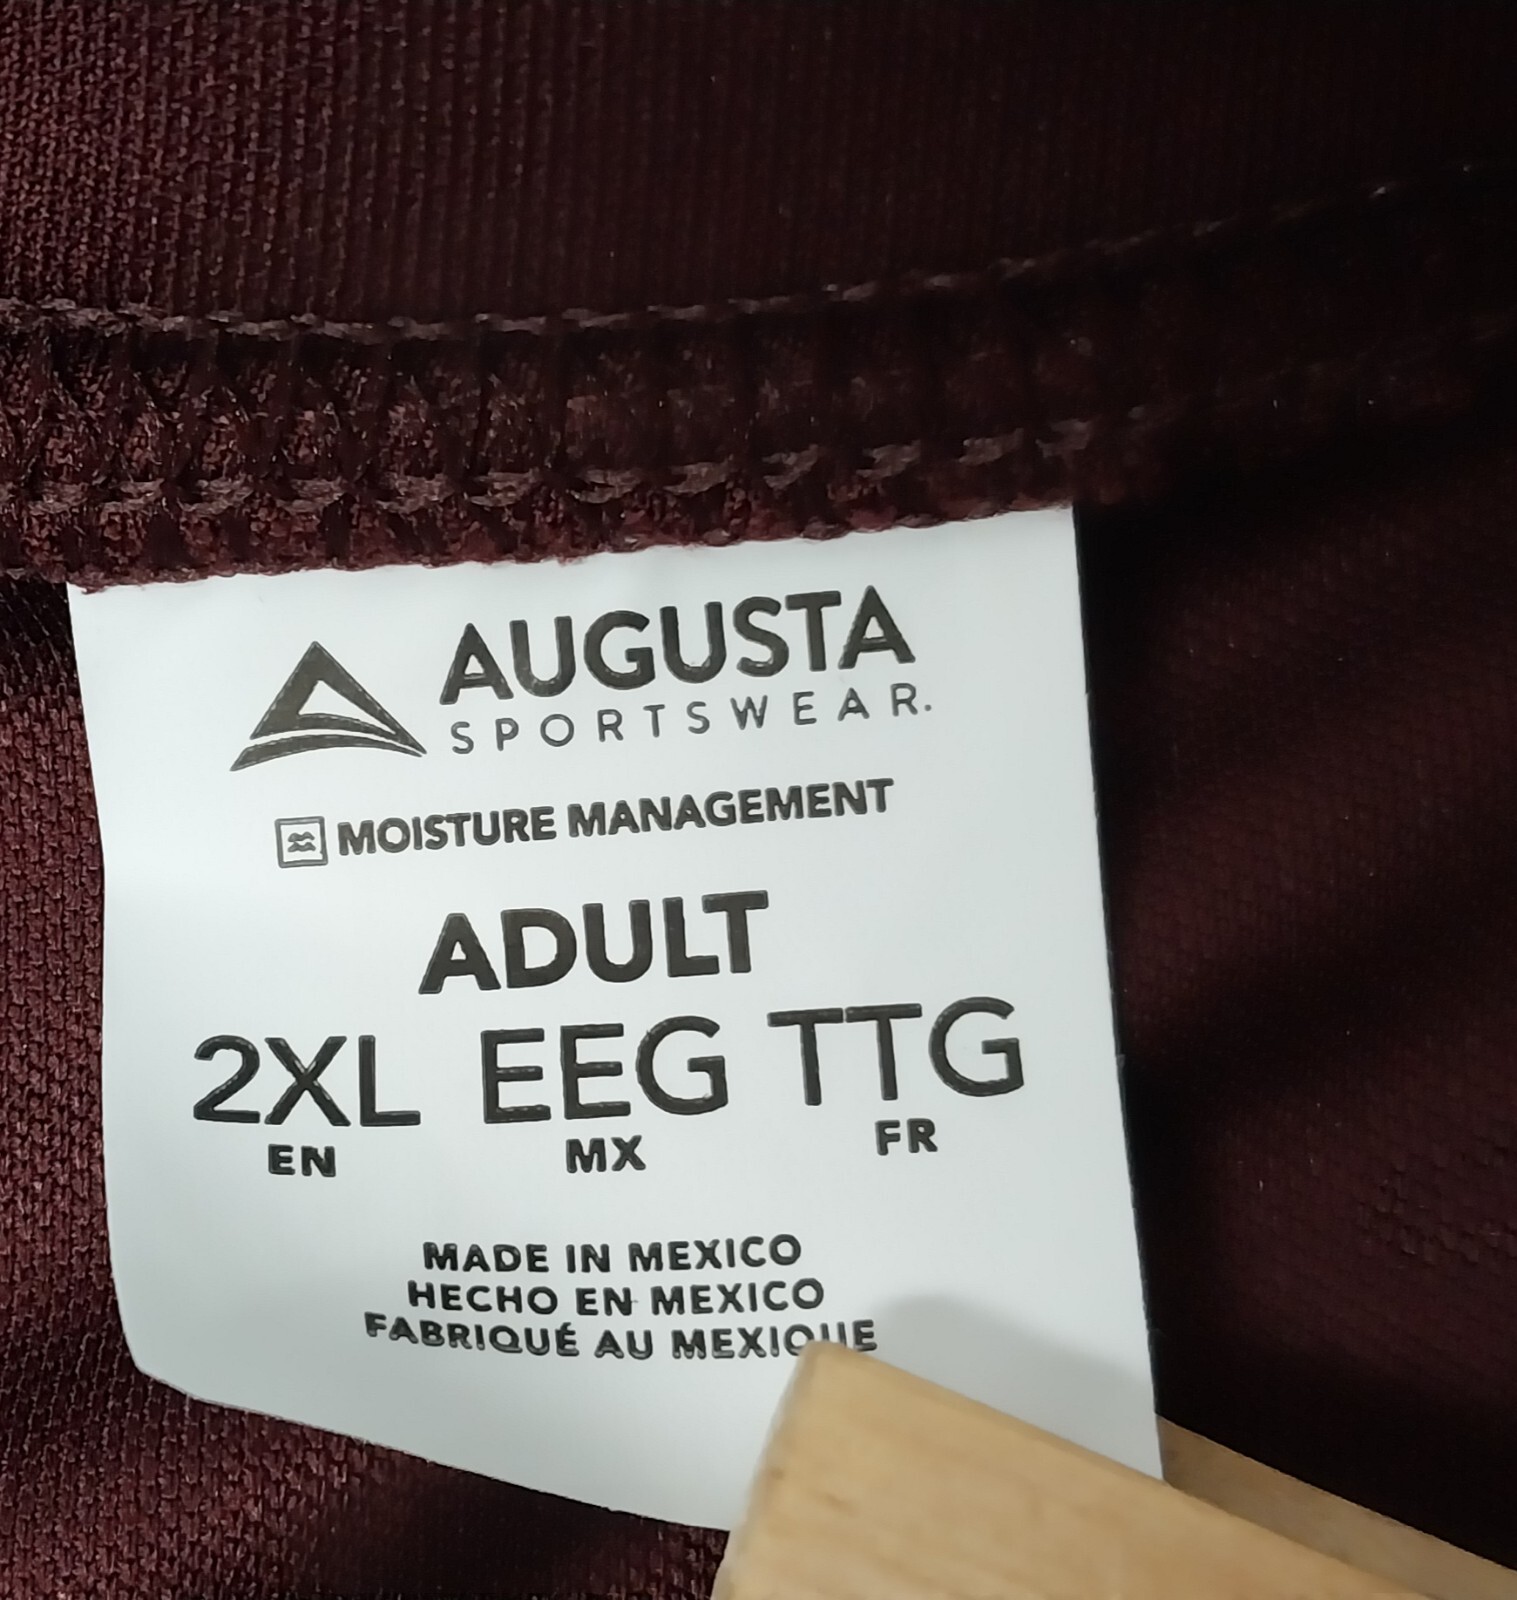 AUGUSTA
SPORTSWEAR.
MOISTURE MANAGEMENT
ADULT
2XL EEG TTG
EN MX FR
MADE IN MEXICO
HECHO EN MEXICO
FABRIQUÉ AU MEXIQUE